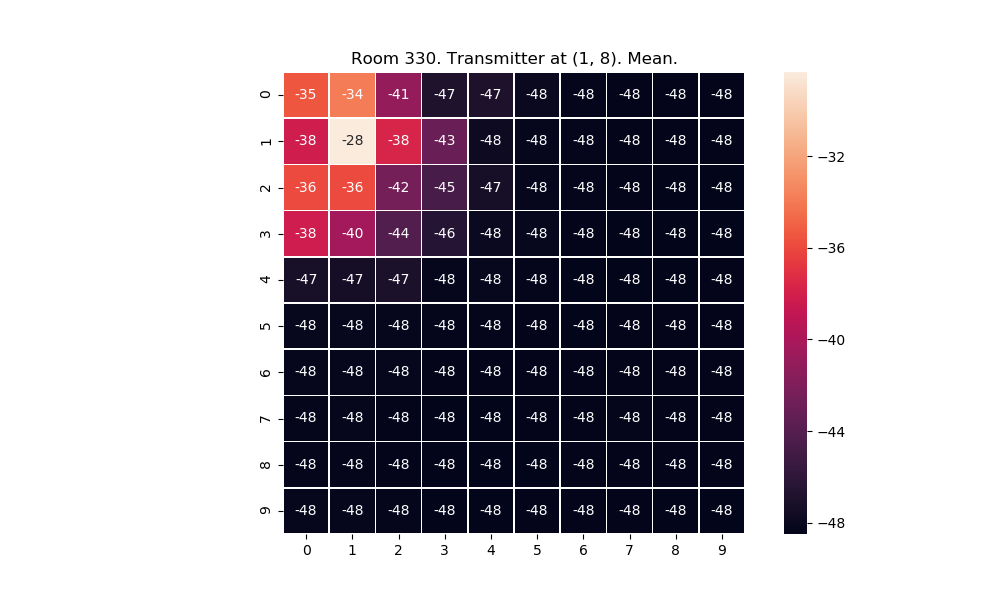 Room 330. Transmitter at (1, 8). Mean.
0 -35 -34 -41 -47 -47 -48 -48 -48 -48 -48
1 -38 -28 -38 -43 -48 -48 -48 -48 -48 -48
2 -36 -36 -42 -45 -47 -48 -48 -48 -48 -48
3 -38 -40 -44 -46 -48 -48 -48 -48 -48 -48
4 -47 -47 -47 -48 -48 -48 -48 -48 -48 -48
5 -48 -48 -48 -48 -48 -48 -48 -48 -48 -48
6 -48 -48 -48 -48 -48 -48 -48 -48 -48 -48
7 -48 -48 -48 -48 -48 -48 -48 -48 -48 -48
8 -48 -48 -48 -48 -48 -48 -48 -48 -48 -48
9 -48 -48 -48 -48 -48 -48 -48 -48 -48 -48
0 1 2 3 4 5 6 7 8 9
−32
−36
−40
−44
−48